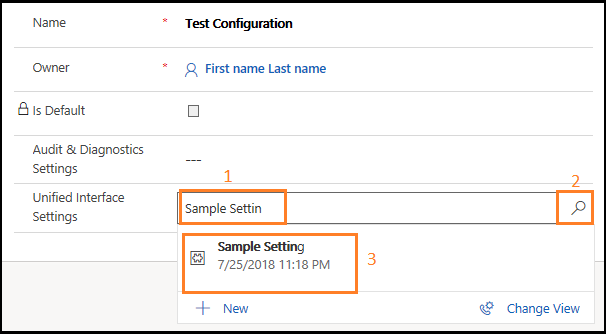 Name * Test Configuration
Owner * First name Last name
Is Default
Audit & Diagnostics
Settings
---
1
2
Unified Interface
Settings
Sample Settin
Sample Setting
7/25/2018 11:18 PM
3
New
Change View